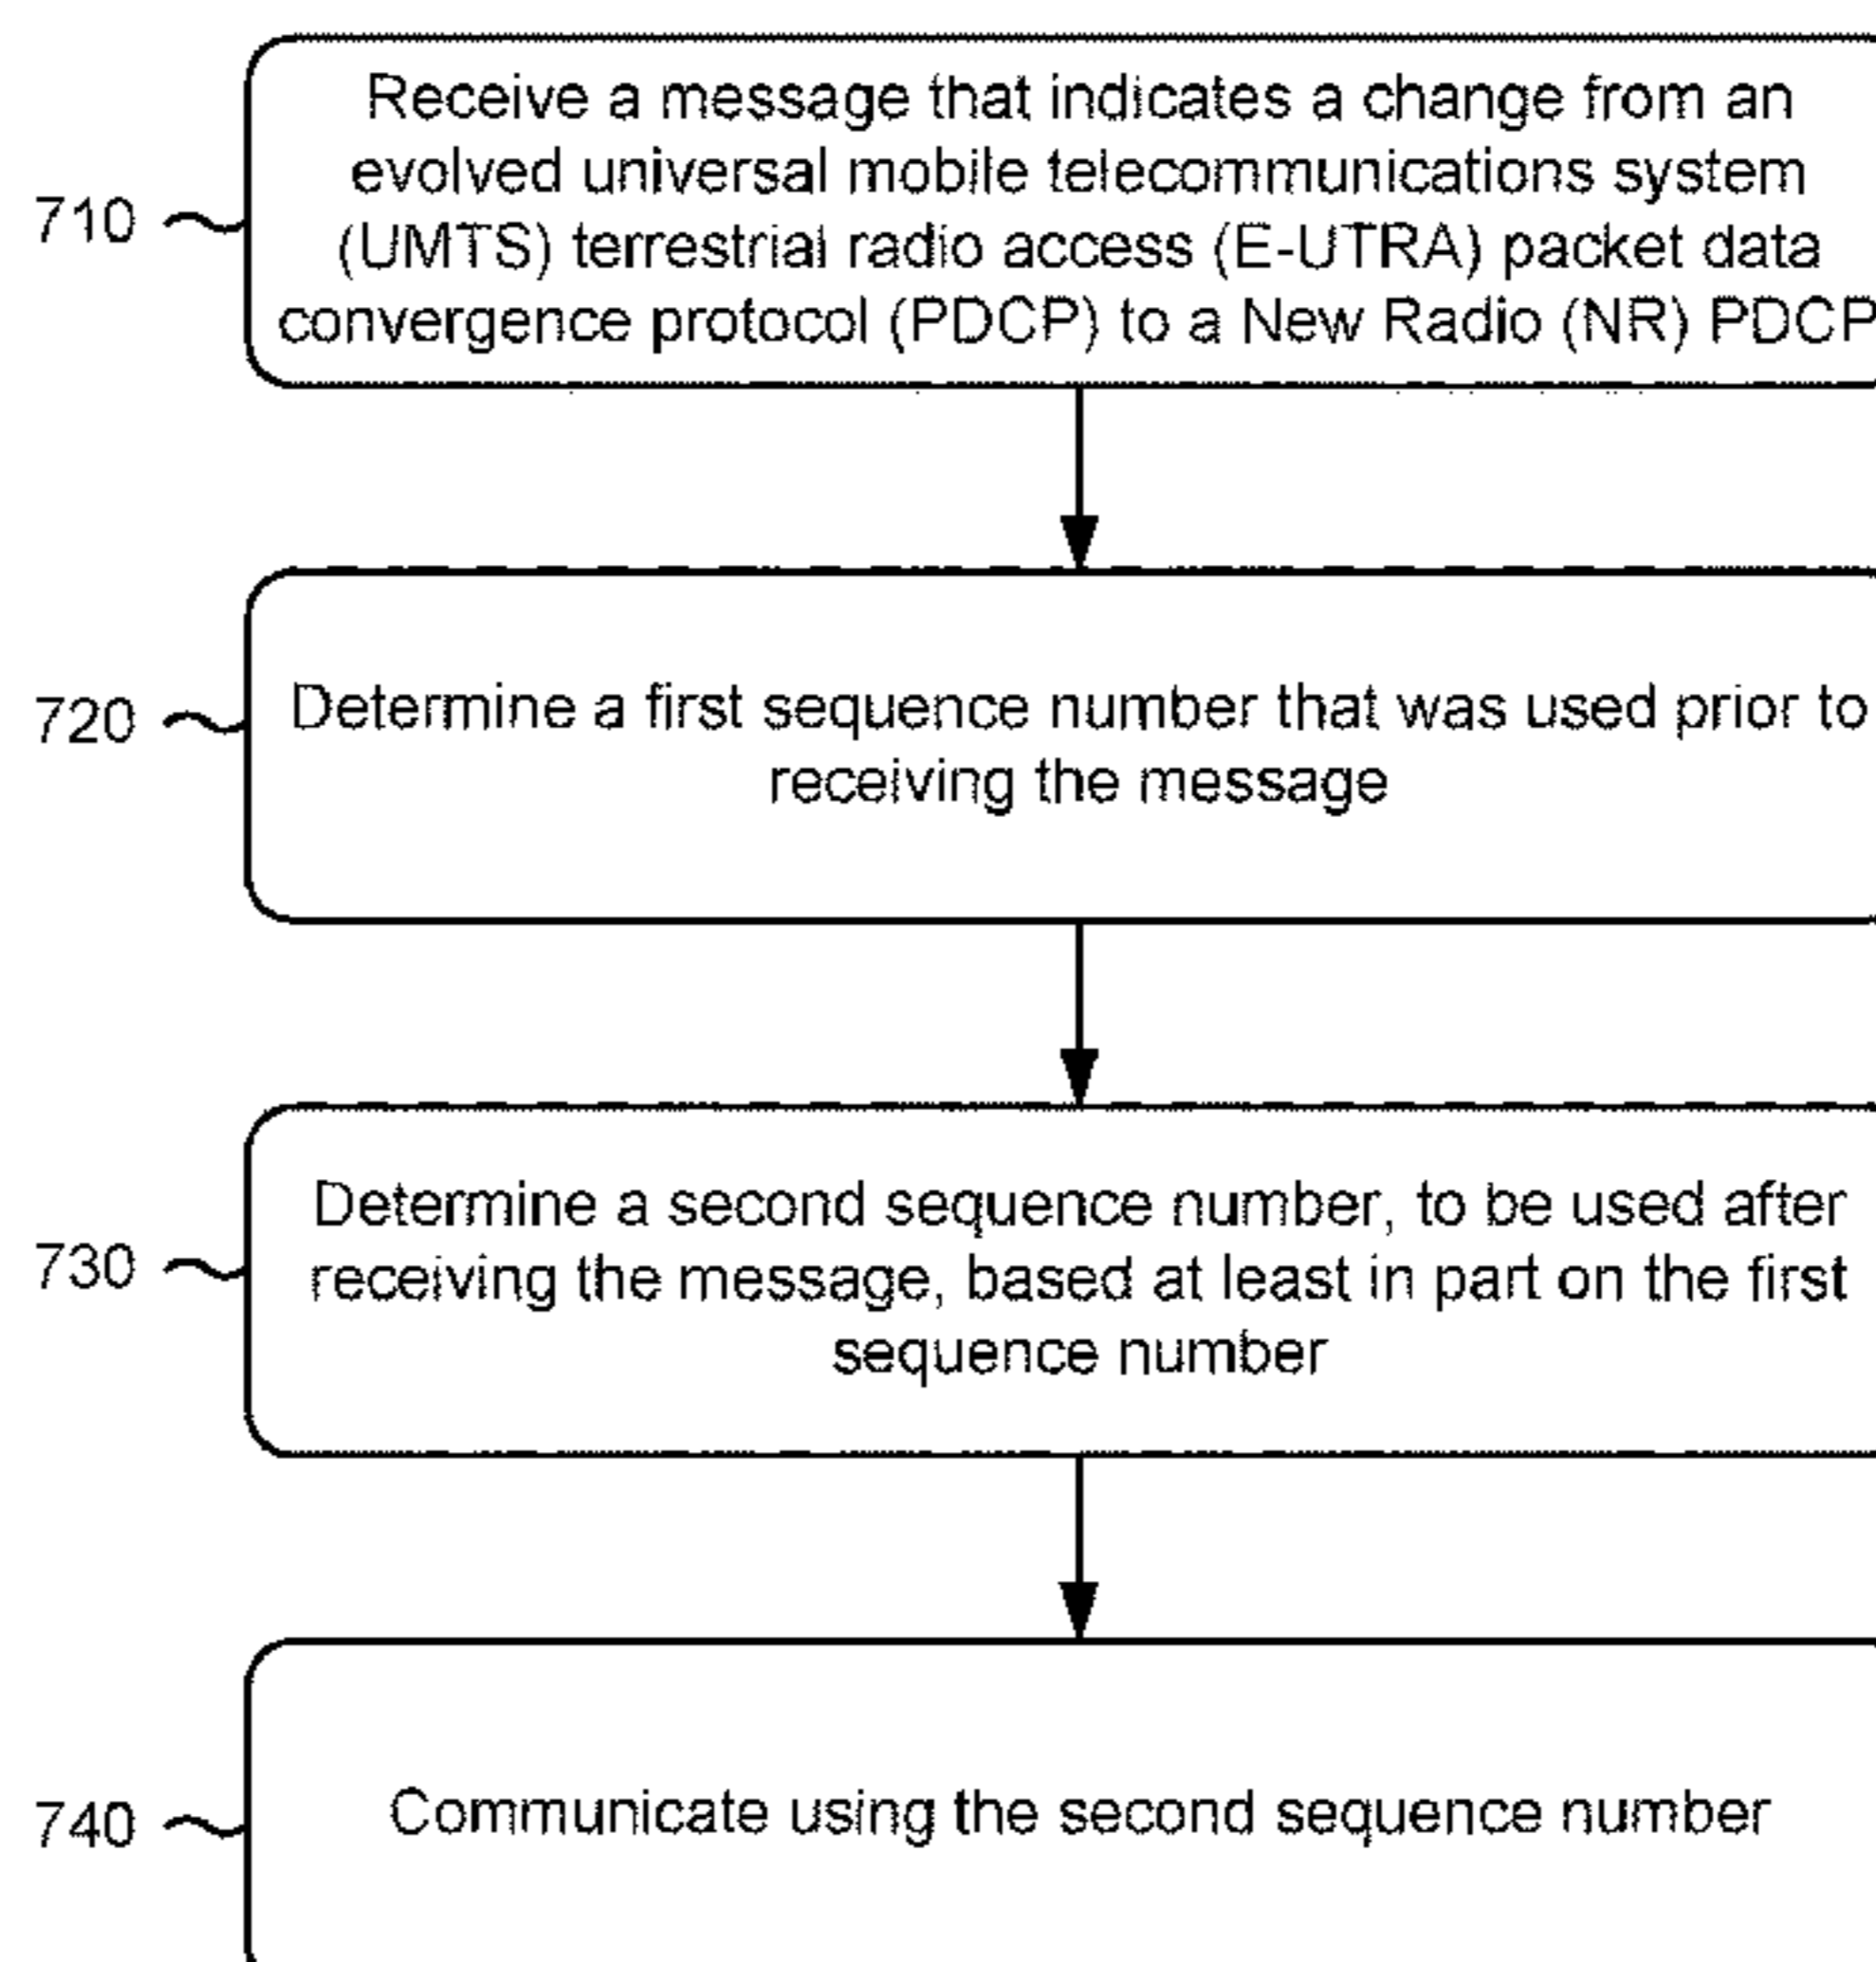 Receive a message that indicates a change from an
evolved universal mobile telecommunications system
710
(UMTS) terrestrial radio access (E-UTRA) packet data
convergence protocol (PDCP) to a New Radio (NR) PDCP
720
Determine a first sequence number that was used prior to
receiving the message
Determine a second sequence number, to be used after
730
receiving the message, based at least in part on the first
sequence number
740
Communicate using the second sequence number